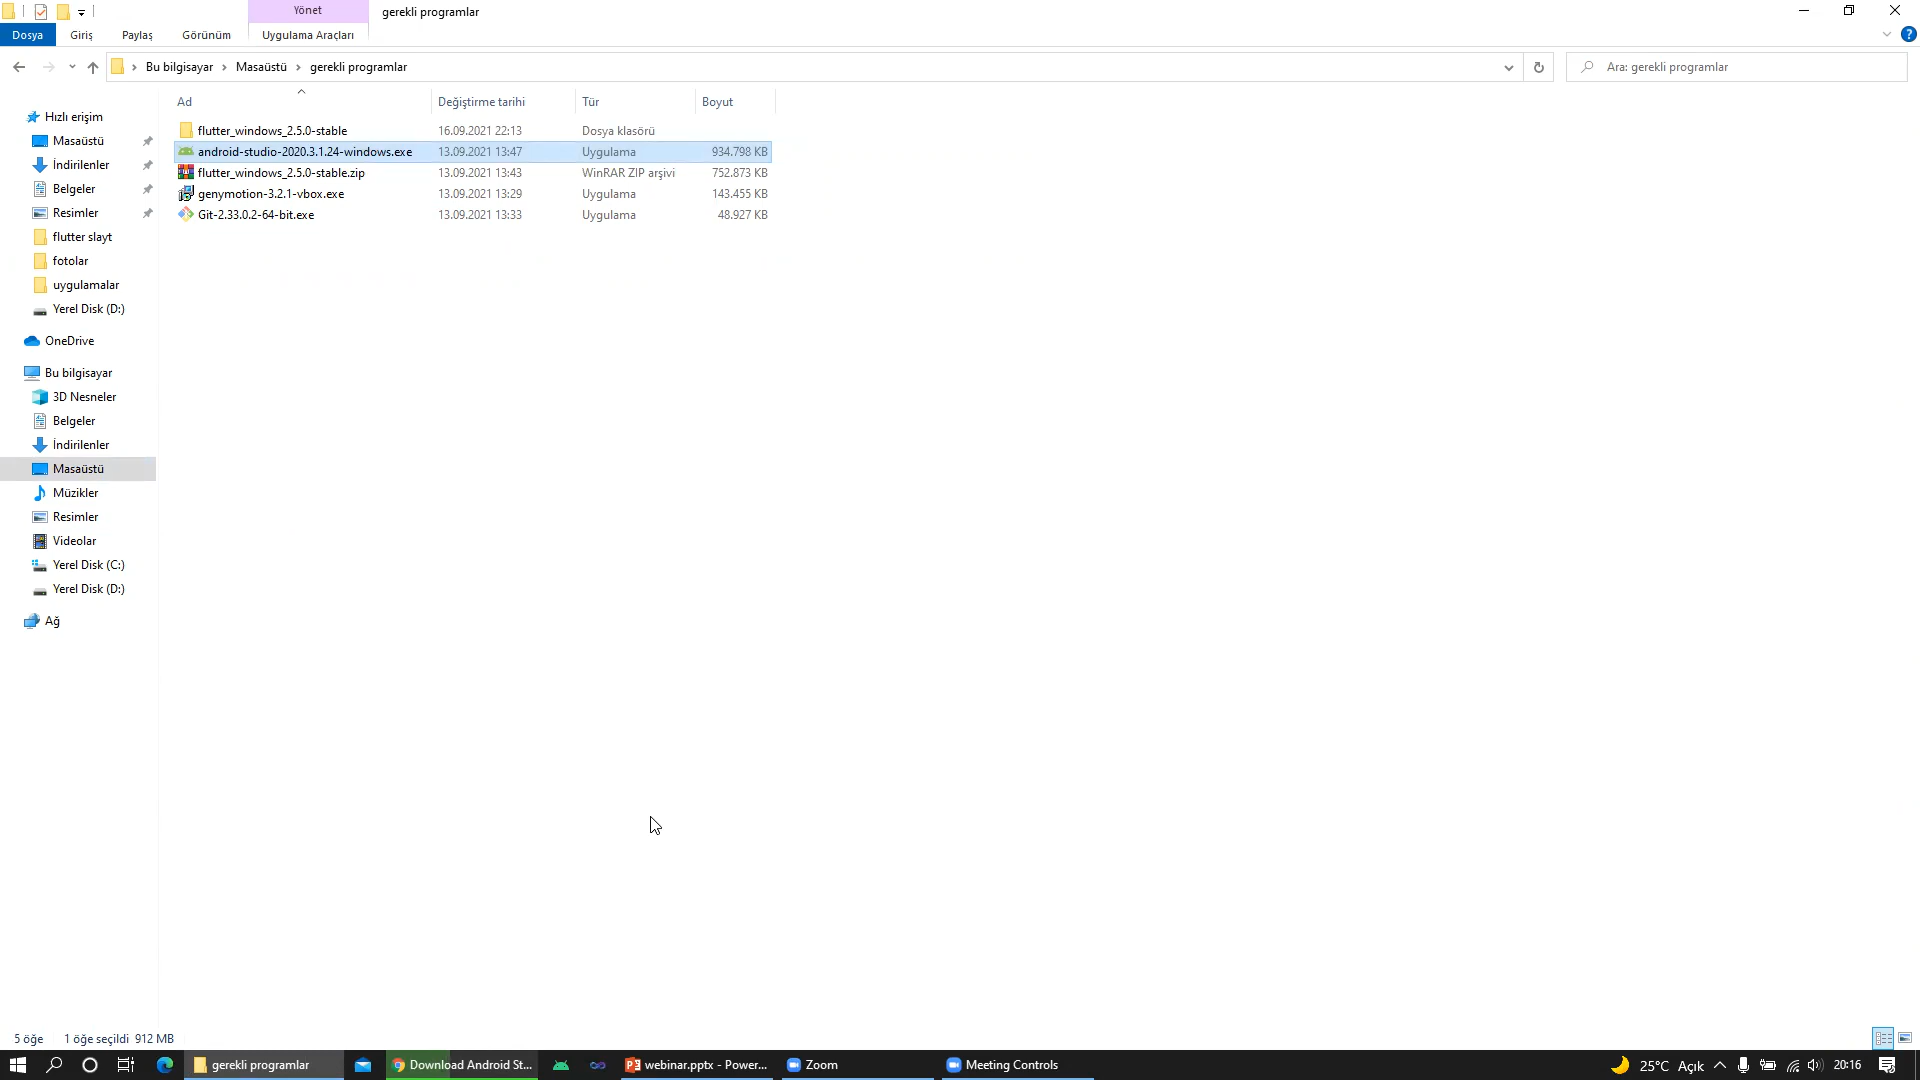 Yönet
gerekli programlar
Dosya
Giriş
Paylaş
Görünüm
Uygulama Araçları
Bu bilgisayar
Masaüstü
gerekli programlar
Ara: gerekli programlar
Ad
Değiştirme tarihi
Tür
Boyut
flutter_windows_2.5.0-stable 16.09.2021 22:13 Dosya klasörü
android-studio-2020.3.1.24-windows.exe 13.09.2021 13:47 Uygulama 934.798 KB
flutter_windows_2.5.0-stable.zip 13.09.2021 13:43 WinRAR ZIP arşivi 752.873 KB
genymotion-3.2.1-vbox.exe 13.09.2021 13:29 Uygulama 143.455 KB
Git-2.33.0.2-64-bit.exe 13.09.2021 13:33 Uygulama 48.927 KB
Hızlı erişim
Masaüstü
İndirilenler
Belgeler
Resimler
flutter slayt
fotolar
uygulamalar
Yerel Disk (D:)
OneDrive
Bu bilgisayar
3D Nesneler
Belgeler
İndirilenler
Masaüstü
Müzikler
Resimler
Videolar
Yerel Disk (C:)
Yerel Disk (D:)
Ağ
5 öğe
1 öğe seçildi 912 MB
gerekli programlar
Download Android St...
webinar.pptx - Power...
Zoom
Meeting Controls
25°C Açık
20:16